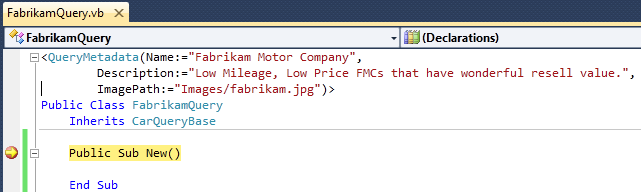 FabrikamQuery.vb
FabrikamQuery (Declarations)
<QueryMetadata(Name:="Fabrikam Motor Company",
Description:="Low Mileage, Low Price FMCs that have wonderful resell value.",
ImagePath:="Images/fabrikam.jpg")>
Public Class FabrikamQuery
Inherits CarQueryBase
Public Sub New()
End Sub